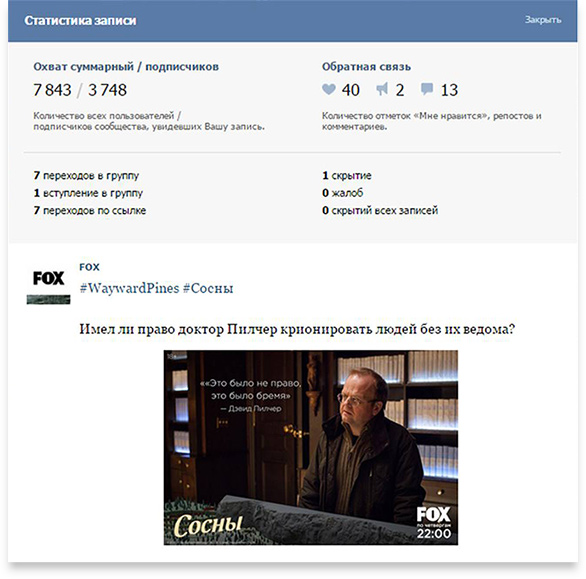 Статистика записи
Закрыть
Охват суммарный / подписчиков
7 843 / 3 748
Количество всех пользователей /
подписчиков сообщества, увидевших Вашу запись.
Обратная связь
40 2 13
Количество отметок «Мне нравится», репостов и
комментариев.
7 переходов в группу
1 вступление в группу
7 переходов по ссылке
1 скрытие
0 жалоб
0 скрытий всех записей
FOX
FOX
#WaywardPines #Сосны
Имел ли право доктор Пилчер крионировать людей без их ведома?
««Это было не право,
это было бремя»
— Дэвид Пилчер
Сосны
FOX
по четвергам
22:00